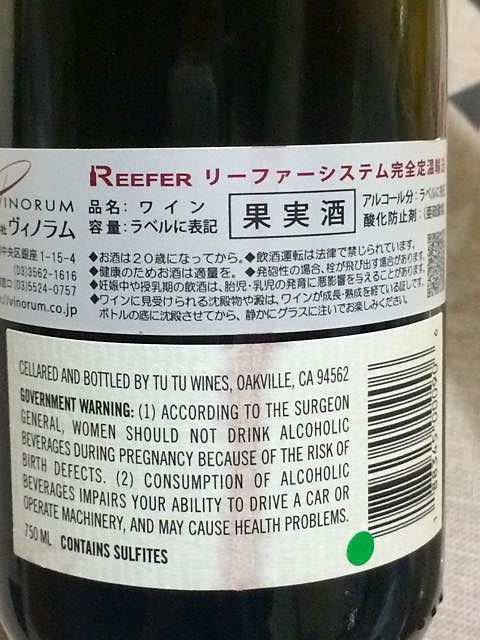 REEFER リーファーシステム完全定温輸送
VINORUM
ヴィノラム
中央区銀座1-15-4
(03)3562-1616
(03)5524-0757
vinorum.co.jp
品名：ワイン
容量：ラベルに表記
果実酒
アルコール分：ラベルに表記
酸化防止剤：
◆お酒は20歳になってから。◆飲酒運転は法律で禁じられています。
◆健康のためお酒は適量を。◆発砲性の場合、栓が飛び出す場合があります。
◆妊娠中や授乳期の飲酒は、胎児・乳児の発育に悪影響を与えることがあります。
◆ワインに見受けられる沈殿物や澱は、ワインが成長・熟成を経ている証しです。
ボトルの底に沈殿させてから、静かにグラスに注いでお楽しみください。
CELLARED AND BOTTLED BY TU TU WINES, OAKVILLE, CA 94562
GOVERNMENT WARNING: (1) ACCORDING TO THE SURGEON
GENERAL, WOMEN SHOULD NOT DRINK ALCOHOLIC
BEVERAGES DURING PREGNANCY BECAUSE OF THE RISK OF
BIRTH DEFECTS. (2) CONSUMPTION OF ALCOHOLIC
BEVERAGES IMPAIRS YOUR ABILITY TO DRIVE A CAR OR
OPERATE MACHINERY, AND MAY CAUSE HEALTH PROBLEMS.
750 ML CONTAINS SULFITES